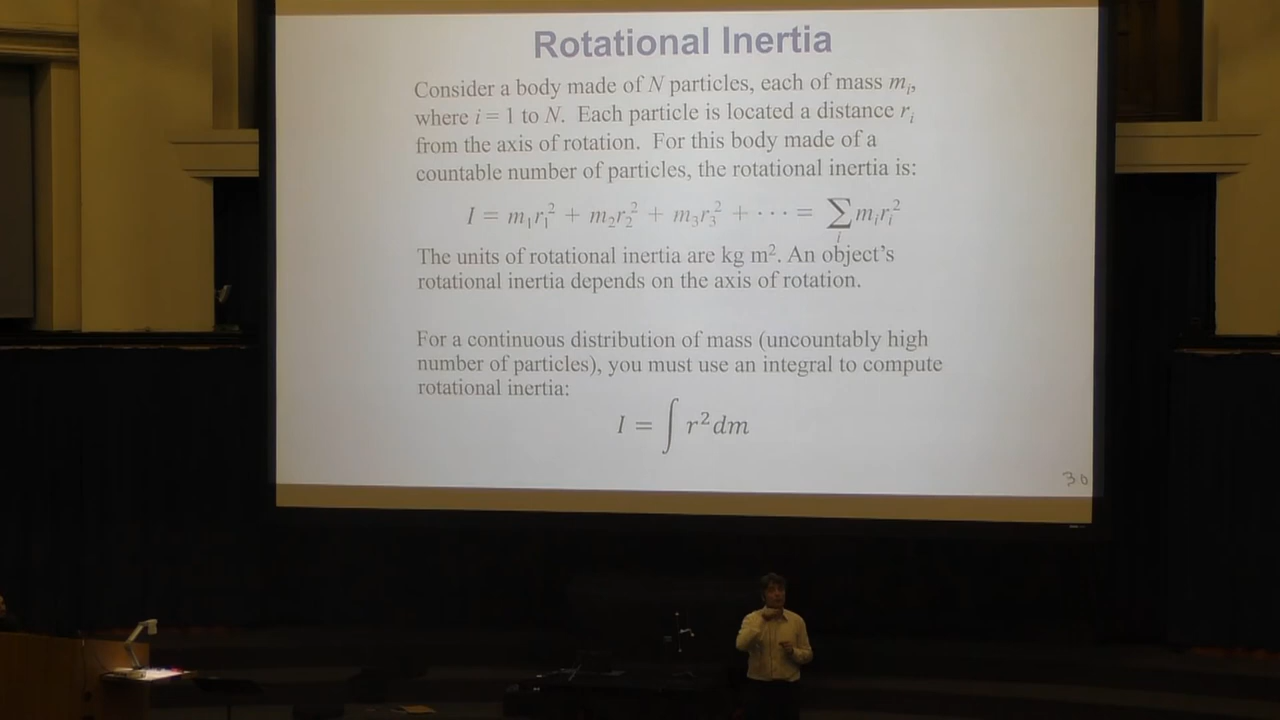 Rotational Inertia
Consider a body made of N particles, each of mass mᵢ,
where i = 1 to N. Each particle is located a distance rᵢ
from the axis of rotation. For this body made of a
countable number of particles, the rotational inertia is:
I = m₁r₁² + m₂r₂² + m₃r₃² + ··· = ∑ᵢ mᵢrᵢ²
The units of rotational inertia are kg m². An object’s
rotational inertia depends on the axis of rotation.
For a continuous distribution of mass (uncountably high
number of particles), you must use an integral to compute
rotational inertia:
I = ∫ r² dm
30